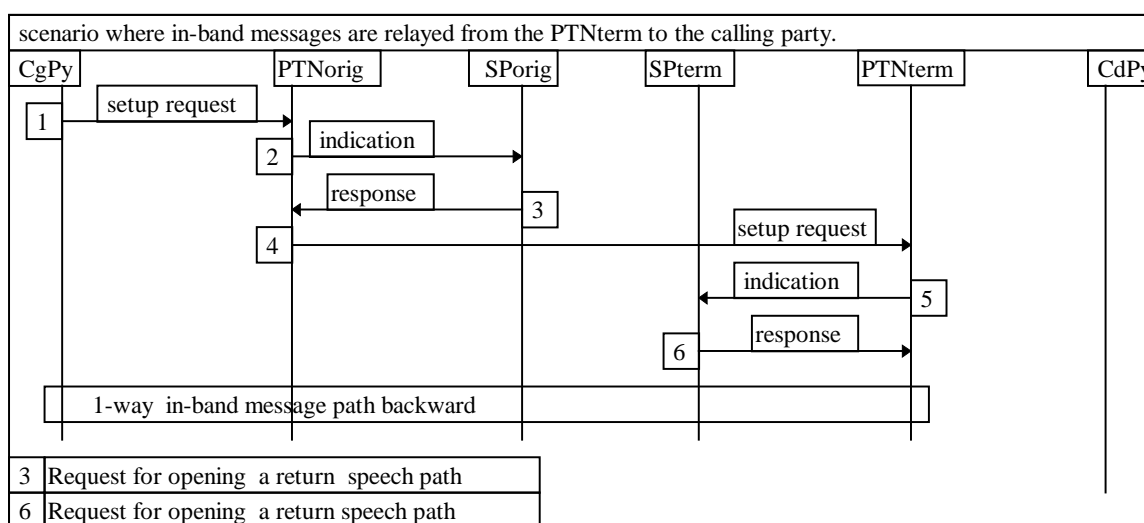 scenario where in-band messages are relayed from the PTNterm to the calling party.
CgPy PTNorig SPorig SPterm PTNterm CdPy
setup request
1
indication
2
response
3
setup request
4
indication
5
response
6
1-way in-band message path backward
3 Request for opening a return speech path
6 Request for opening a return speech path